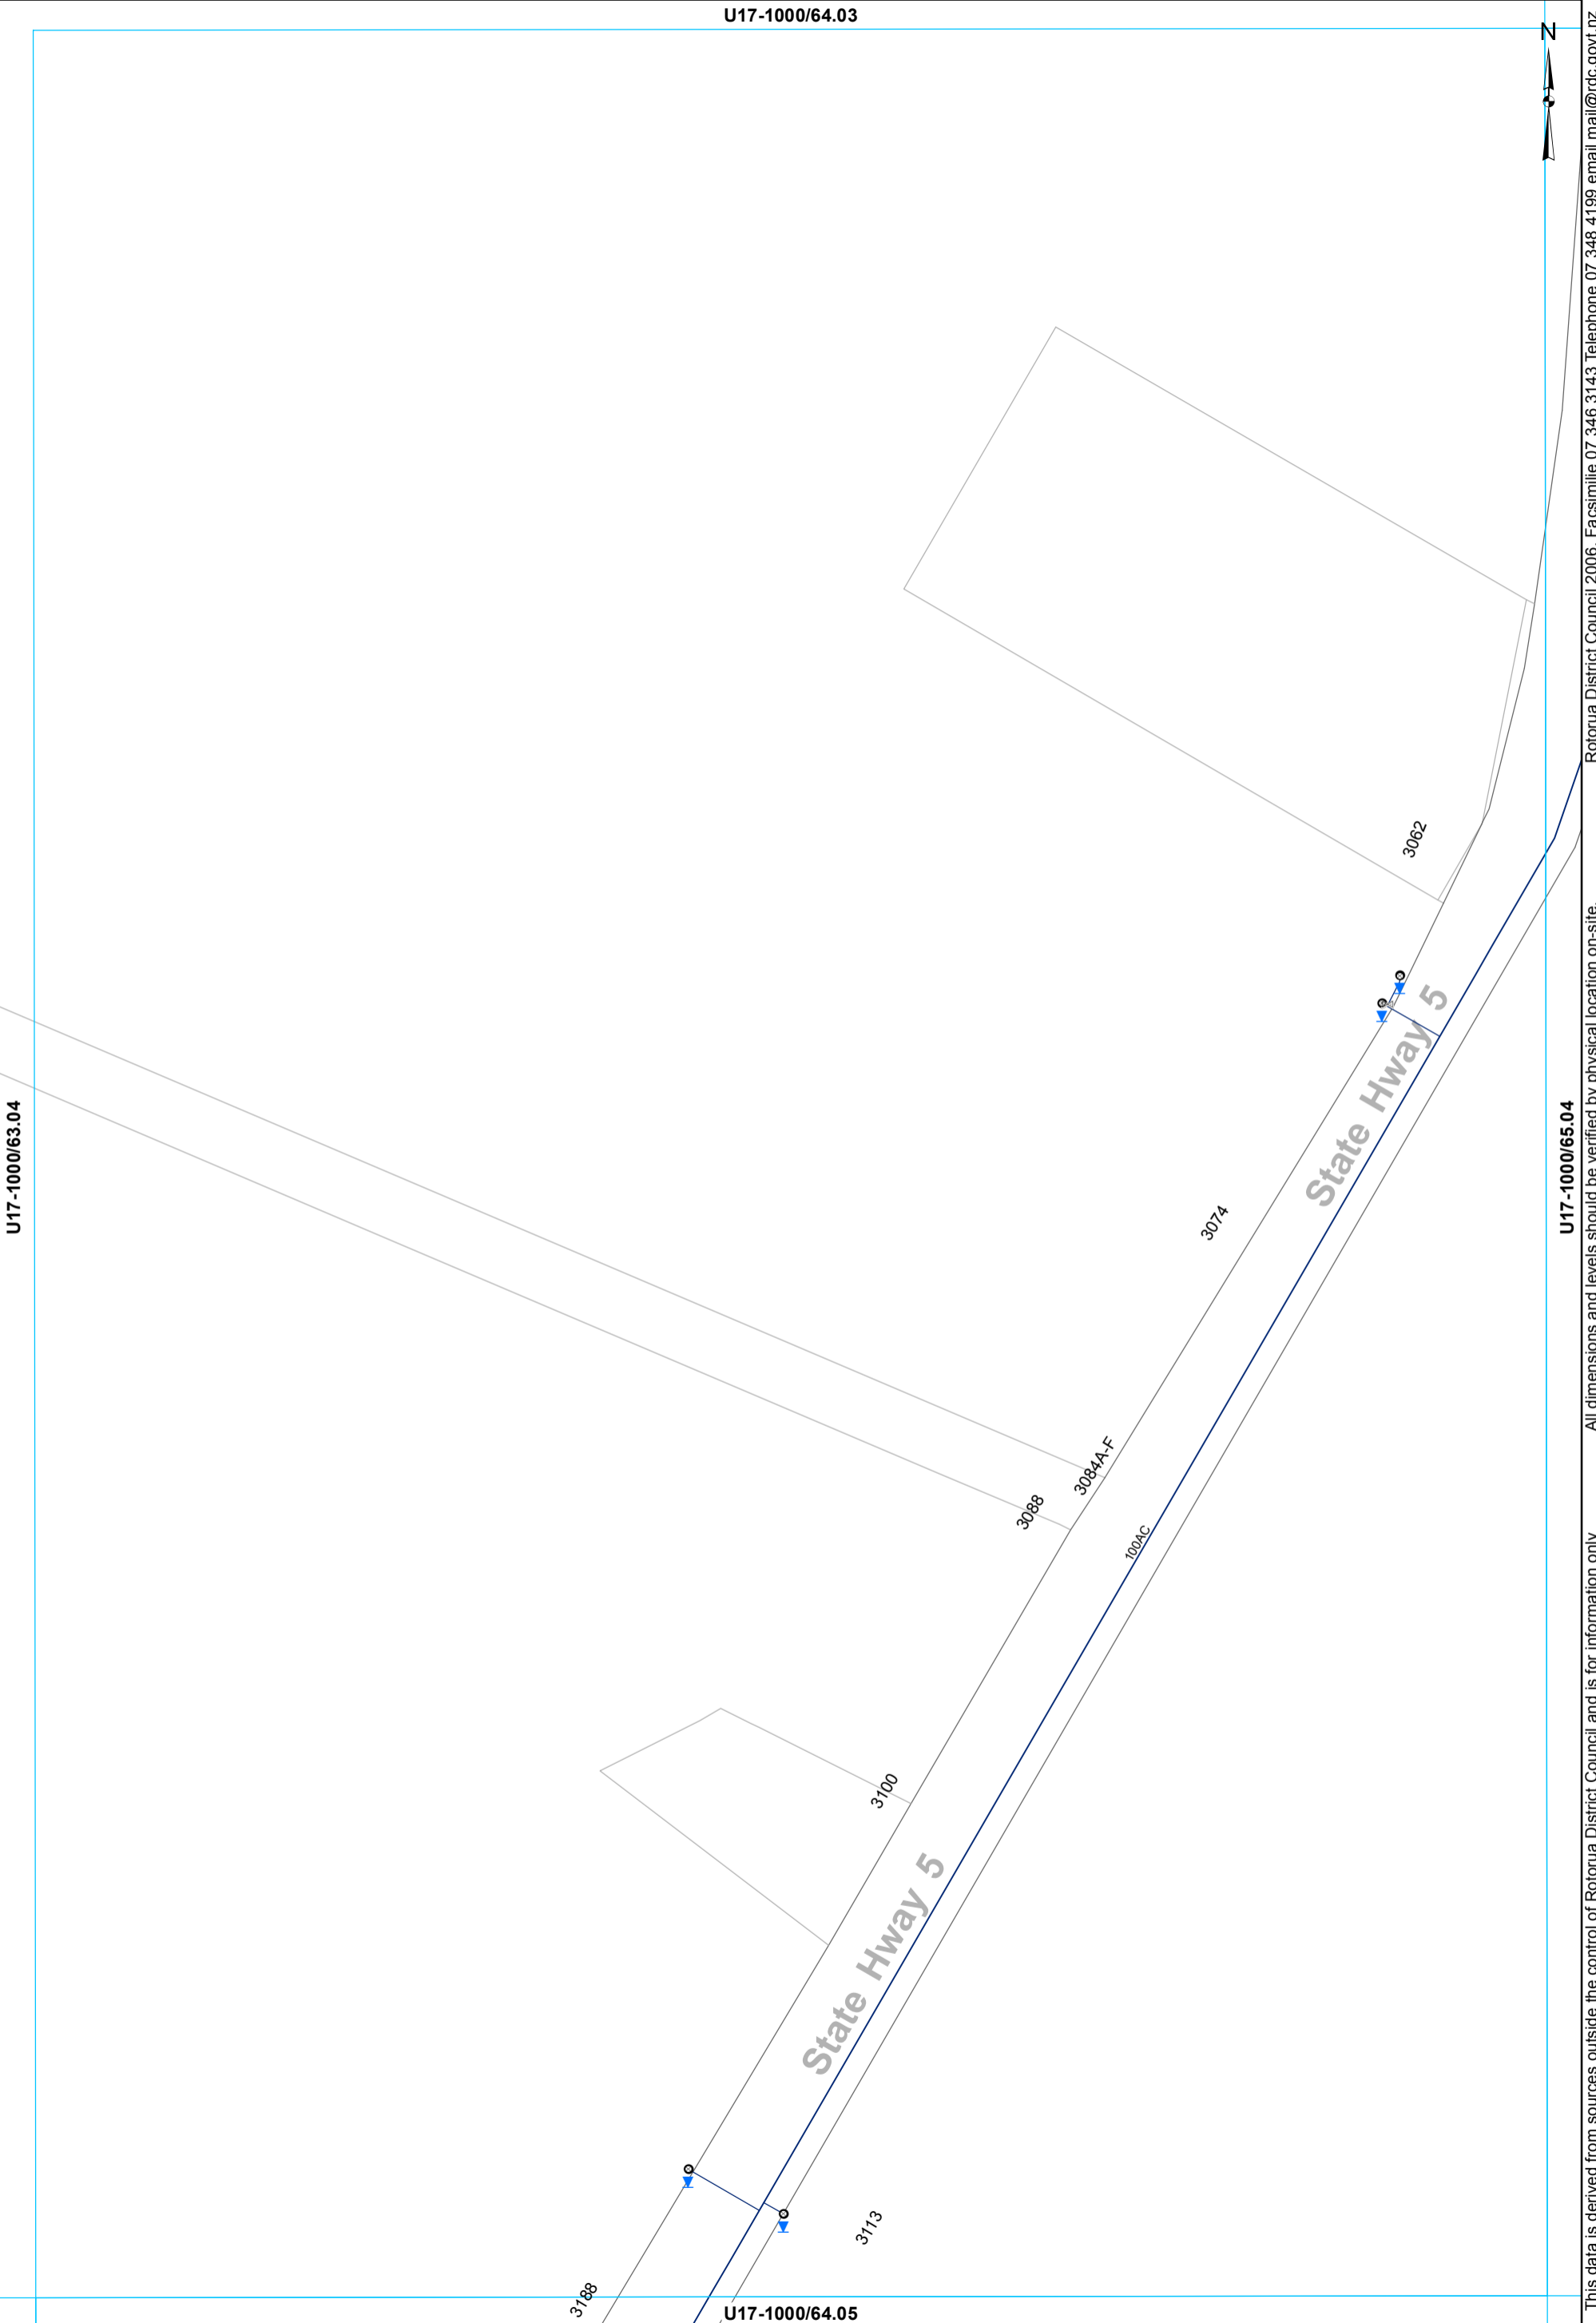 U17-1000/64.03
N
3062
State Hway 5
U17-1000/63.04
U17-1000/65.04
3074
3084A-F
3088
100AC
3100
State Hway 5
3113
3188
U17-1000/64.05
This data is derived from sources outside the control of Rotorua District Council and is for information only
All dimensions and levels should be verified by physical location on-site.
Rotorua District Council 2006. Facsimilie 07 346 3143 Telephone 07 348 4199 email mail@rdc.govt.nz